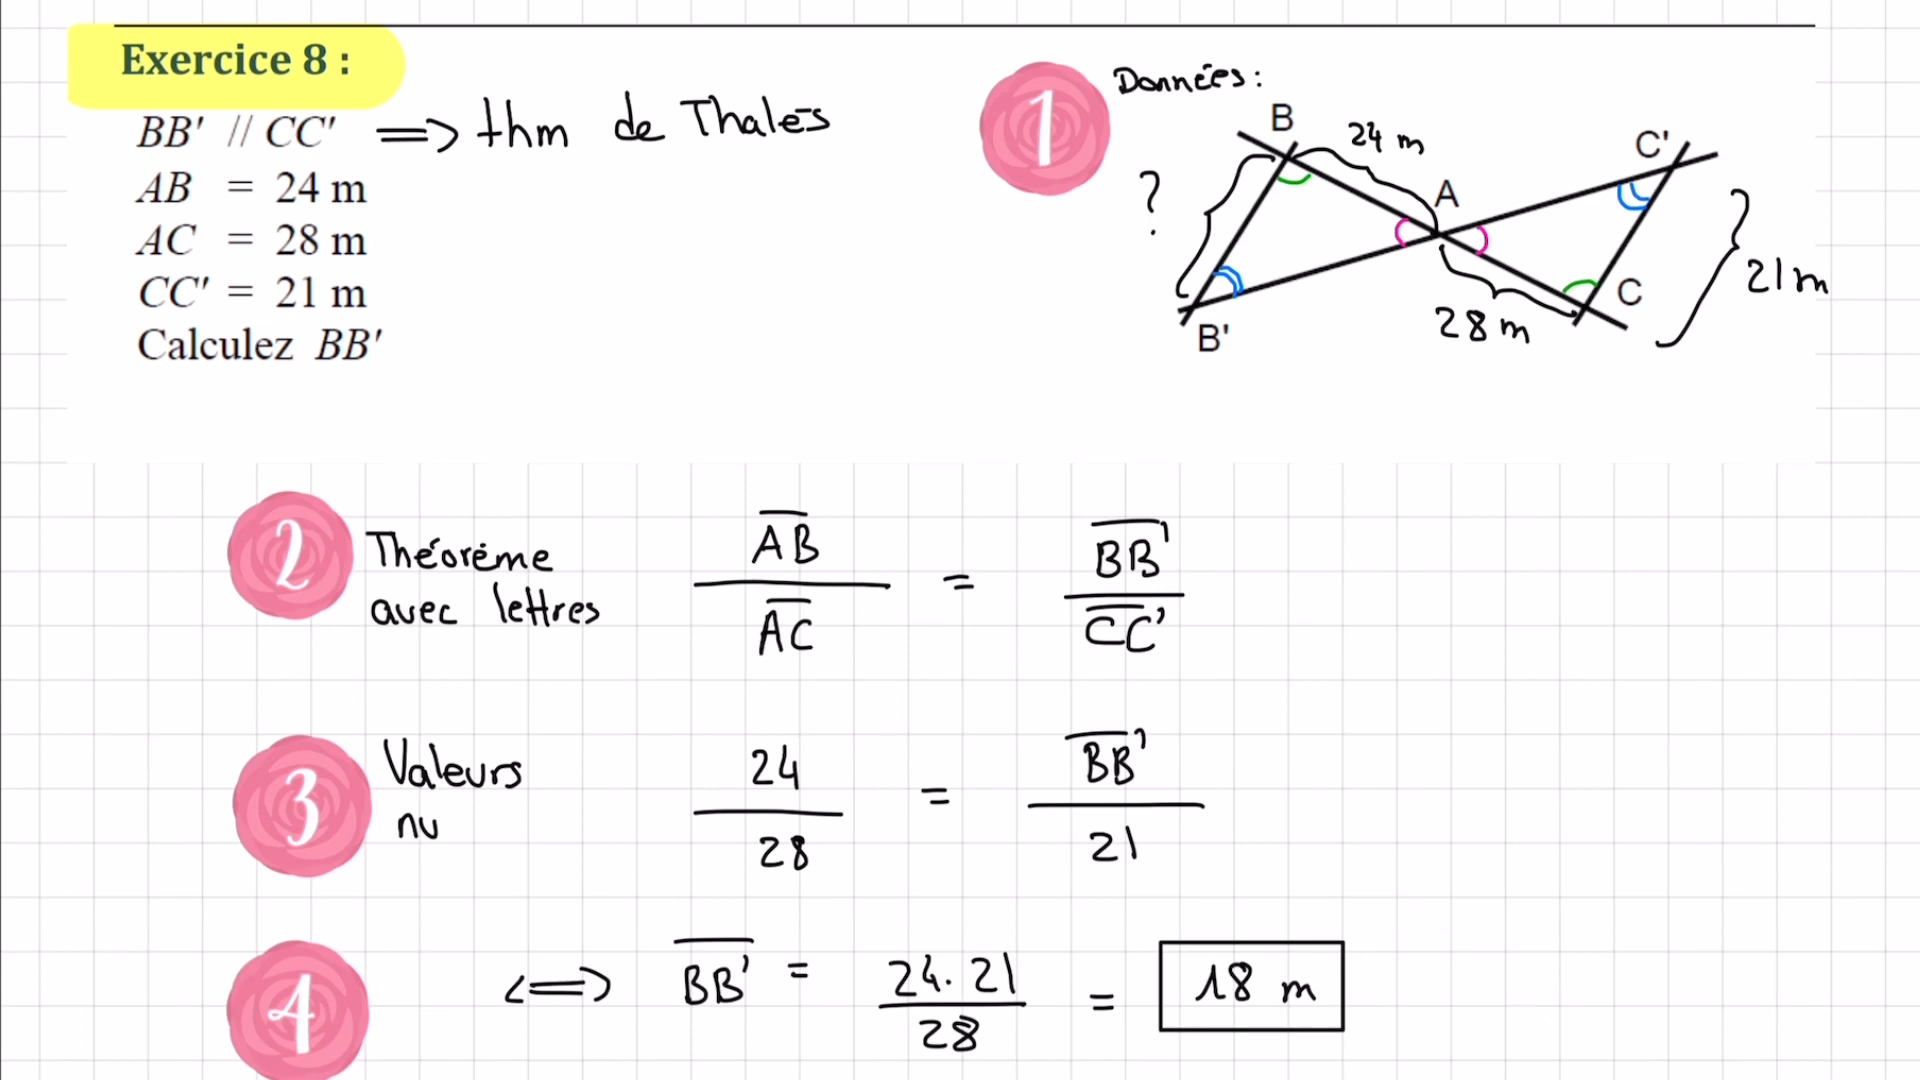 Exercice 8 :
BB' // CC' => thm de Thalès
AB = 24 m
AC = 28 m
CC' = 21 m
Calculez BB'
1 Données :
B 24 m C'
? A
21 m
C
28 m
B'
2 Théorème
avec lettres
AB / AC = BB' / CC'
3 Valeurs
nu
24 / 28 = BB' / 21
4 <=> BB' = 24 . 21 / 28 = 18 m